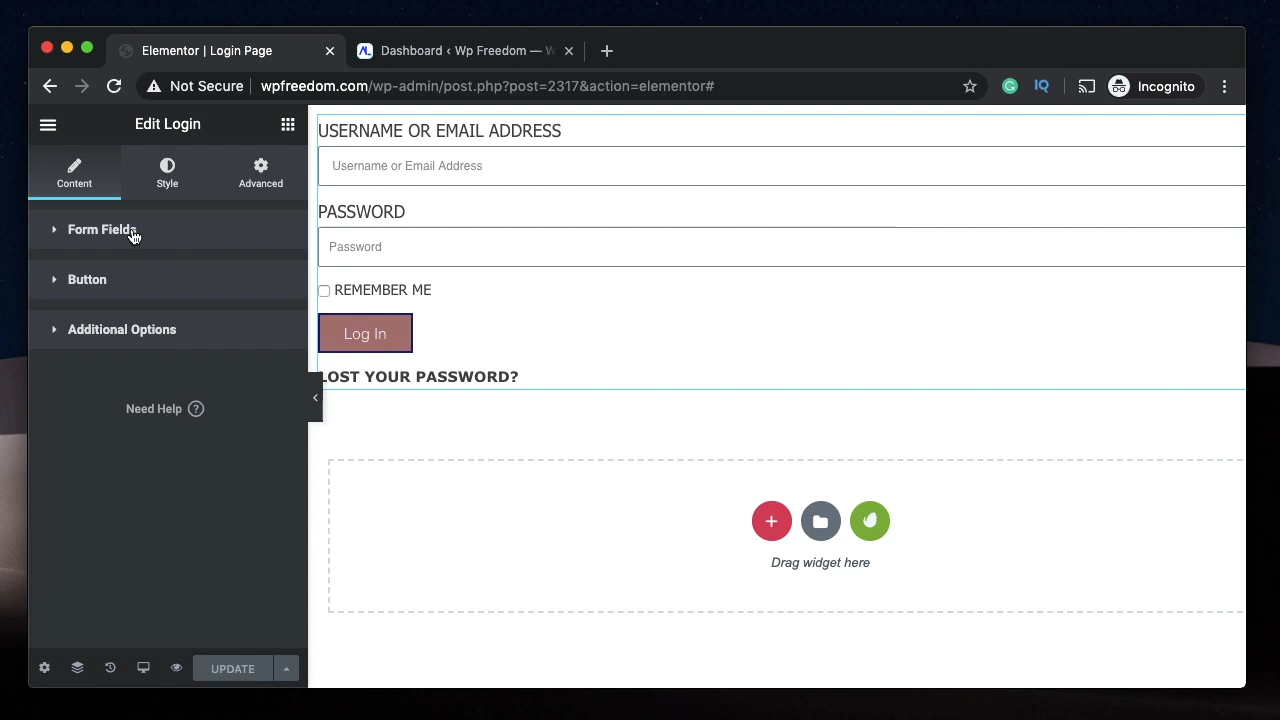 Elementor | Login Page
Dashboard ‹ Wp Freedom — W
Not Secure
wpfreedom.com/wp-admin/post.php?post=2317&action=elementor#
IQ
Incognito
Edit Login
Content
Style
Advanced
Form Fields
Button
Additional Options
Need Help ?
UPDATE
USERNAME OR EMAIL ADDRESS
Username or Email Address
PASSWORD
Password
REMEMBER ME
Log In
LOST YOUR PASSWORD?
Drag widget here